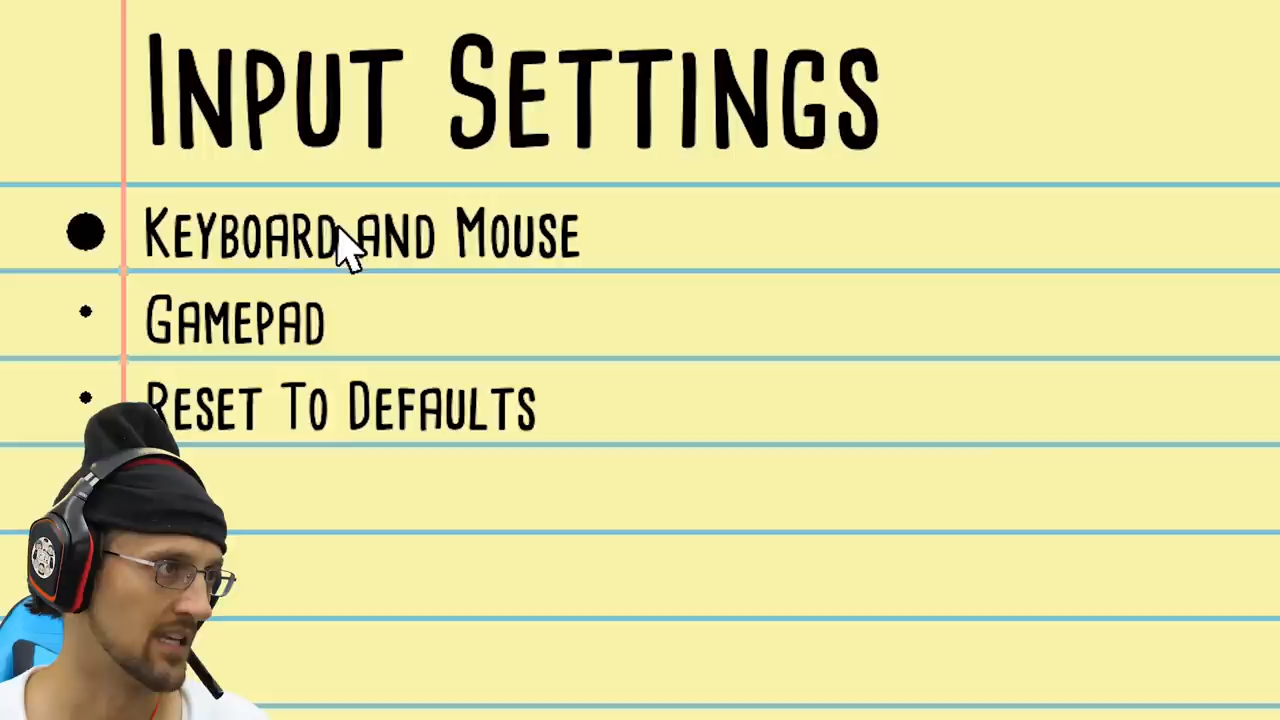 INPUT SETTINGS
KEYBOARD AND MOUSE
GAMEPAD
RESET TO DEFAULTS